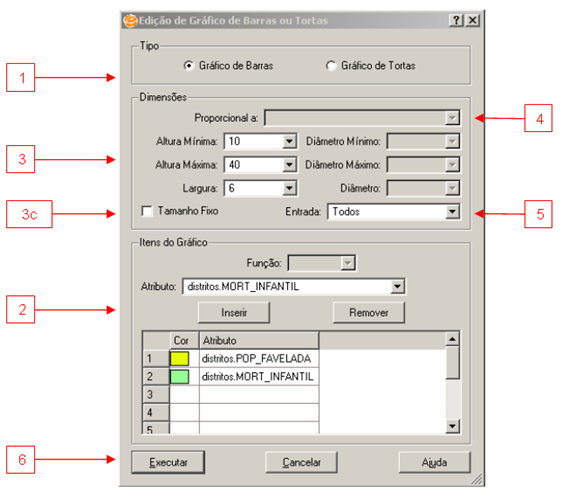 Edição de Gráfico de Barras ou Tortas
Tipo
1
Gráfico de Barras Gráfico de Tortas
Dimensões
Proporcional a:
4
Altura Mínima: 10 Diâmetro Mínimo:
3
Altura Máxima: 40 Diâmetro Máximo:
Largura: 6 Diâmetro:
3c
Tamanho Fixo Entrada: Todos
5
Itens do Gráfico
Função:
Atributo: distritos.MORT_INFANTIL
2
Inserir Remover
Cor Atributo
1 distritos.POP_FAVELADA
2 distritos.MORT_INFANTIL
3
4
5
6
Executar Cancelar Ajuda